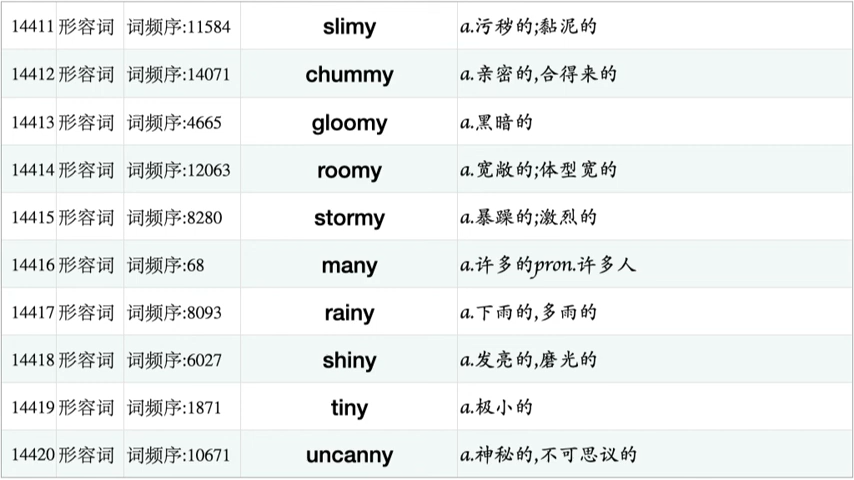 14411 形容词 词频序:11584 slimy a.污秽的;黏泥的
14412 形容词 词频序:14071 chummy a.亲密的,合得来的
14413 形容词 词频序:4665 gloomy a.黑暗的
14414 形容词 词频序:12063 roomy a.宽敞的;体型宽的
14415 形容词 词频序:8280 stormy a.暴躁的;激烈的
14416 形容词 词频序:68 many a.许多的pron.许多人
14417 形容词 词频序:8093 rainy a.下雨的,多雨的
14418 形容词 词频序:6027 shiny a.发亮的,磨光的
14419 形容词 词频序:1871 tiny a.极小的
14420 形容词 词频序:10671 uncanny a.神秘的,不可思议的